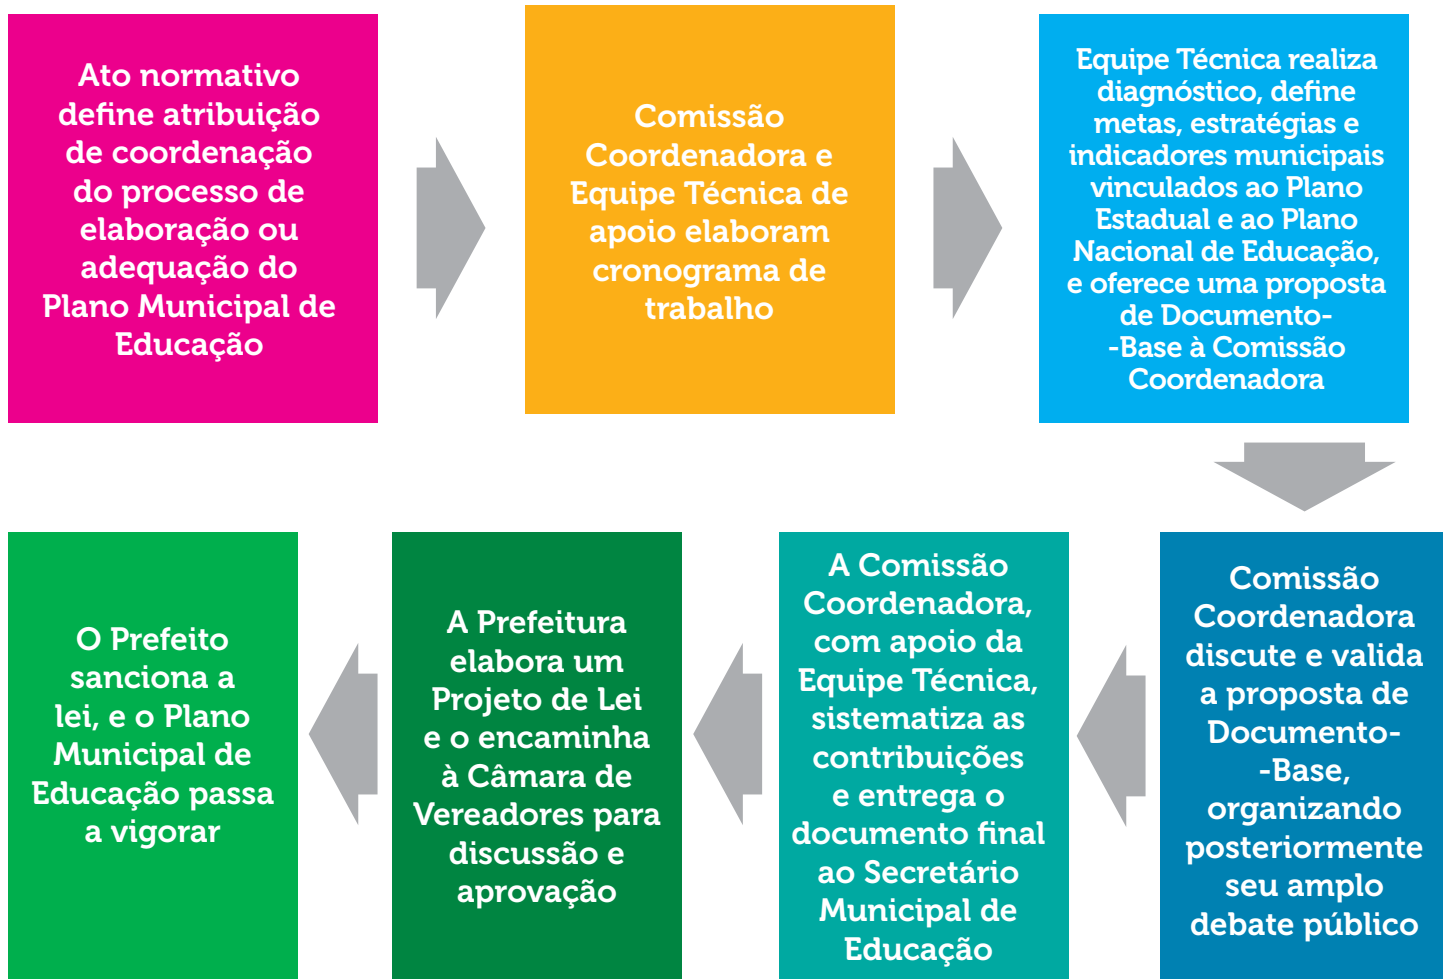 Ato normativo
define atribuição
de coordenação
do processo de
elaboração ou
adequação do
Plano Municipal de
Educação
Comissão
Coordenadora e
Equipe Técnica de
apoio elaboram
cronograma de
trabalho
Equipe Técnica realiza
diagnóstico, define
metas, estratégias e
indicadores municipais
vinculados ao Plano
Estadual e ao Plano
Nacional de Educação,
e oferece uma proposta
de Documento-
-Base à Comissão
Coordenadora
Comissão
Coordenadora
discute e valida
a proposta de
Documento-
-Base,
organizando
posteriormente
seu amplo
debate público
A Comissão
Coordenadora,
com apoio da
Equipe Técnica,
sistematiza as
contribuições
e entrega o
documento final
ao Secretário
Municipal de
Educação
A Prefeitura
elabora um
Projeto de Lei
e o encaminha
à Câmara de
Vereadores para
discussão e
aprovação
O Prefeito
sanciona a
lei, e o Plano
Municipal de
Educação passa
a vigorar